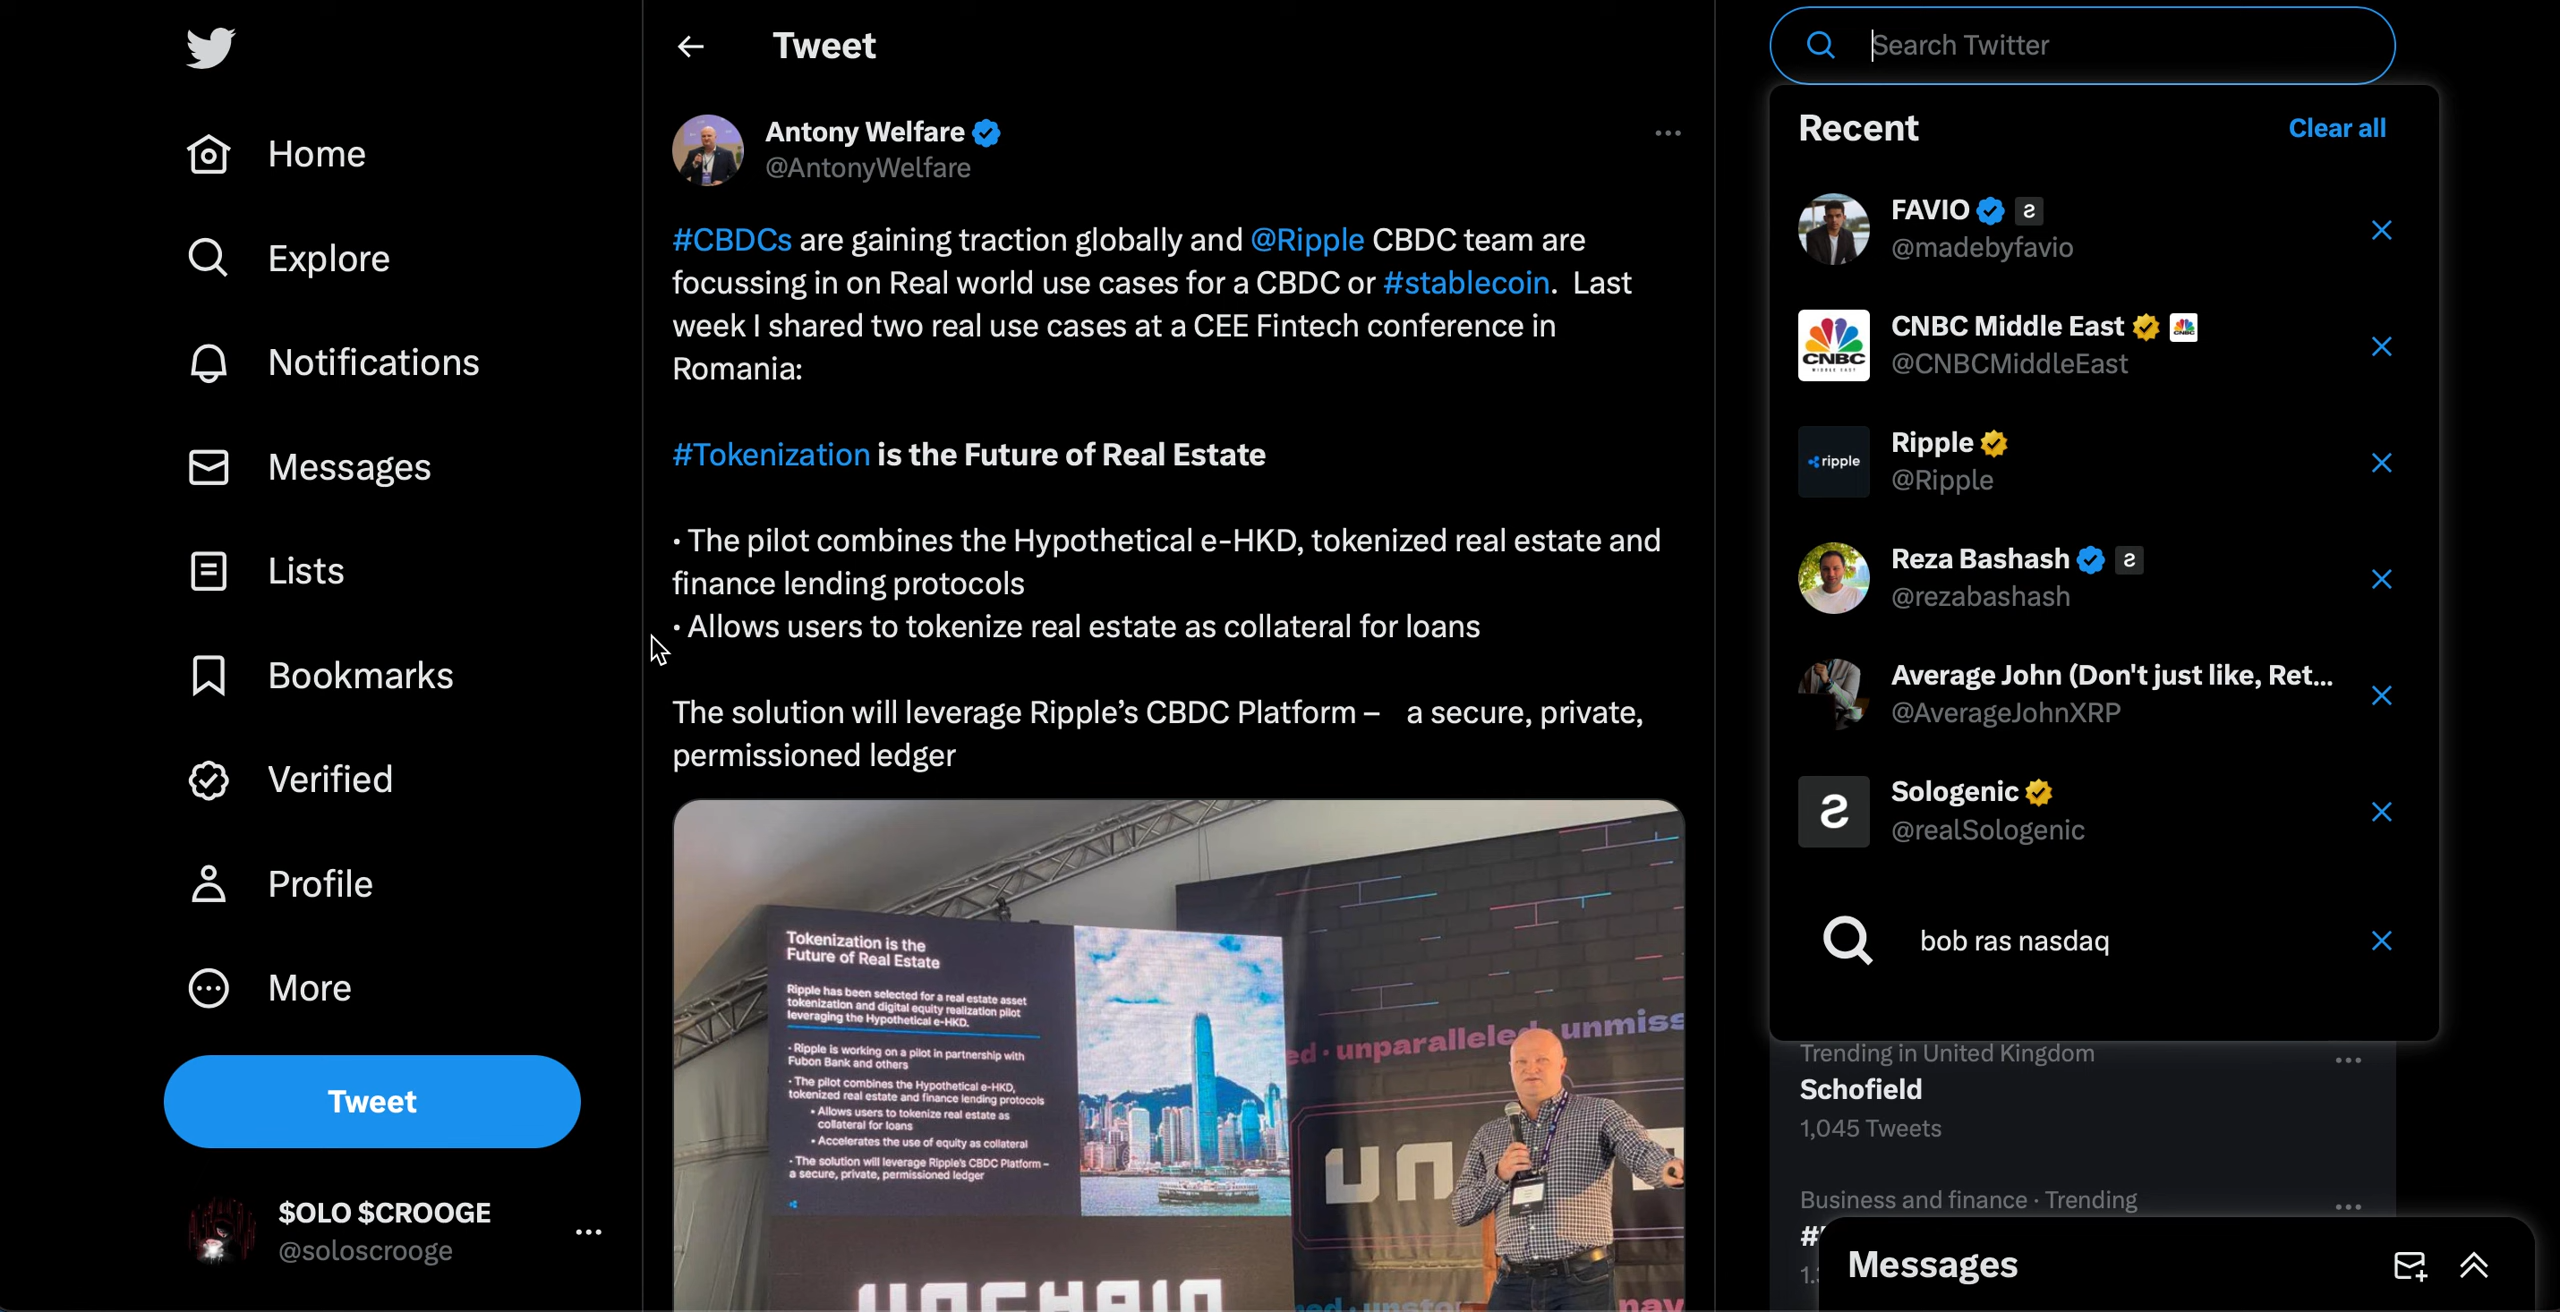 Home
Explore
Notifications
Messages
Lists
Bookmarks
Verified
Profile
More
Tweet
$OLO $CROOGE
@soloscrooge
Tweet
Antony Welfare
@AntonyWelfare
#CBDCs are gaining traction globally and @Ripple CBDC team are
focussing in on Real world use cases for a CBDC or #stablecoin.  Last
week I shared two real use cases at a CEE Fintech conference in
Romania:
#Tokenization is the Future of Real Estate
• The pilot combines the Hypothetical e-HKD, tokenized real estate and
finance lending protocols
• Allows users to tokenize real estate as collateral for loans
The solution will leverage Ripple’s CBDC Platform –   a secure, private,
permissioned ledger
Tokenization is the
Future of Real Estate
Ripple has been selected for a real estate asset
tokenization and digital equity realization pilot
leveraging the Hypothetical e-HKD.
• Ripple is working on a pilot in partnership with
Fubon Bank and others
• The pilot combines the Hypothetical e-HKD,
tokenized real estate and finance lending protocols
• Allows users to tokenize real estate as
collateral for loans
• Accelerates the use of equity as collateral
• The solution will leverage Ripple's CBDC Platform –
a secure, private, permissioned ledger
ed · unparalleled · unmiss
UN
UNCHAIN
Search Twitter
Recent
Clear all
FAVIO
@madebyfavio
CNBC Middle East
@CNBCMiddleEast
CNBC
MIDDLE EAST
Ripple
@Ripple
ripple
Reza Bashash
@rezabashash
Average John (Don't just like, Ret...
@AverageJohnXRP
Sologenic
@realSologenic
bob ras nasdaq
Trending in United Kingdom
Schofield
1,045 Tweets
Business and finance · Trending
Messages